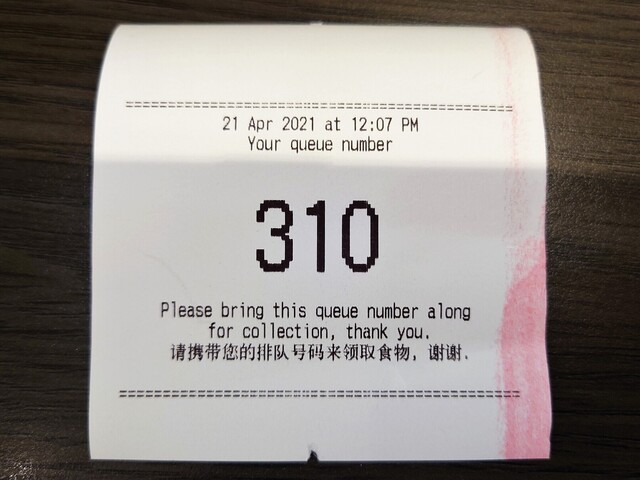 ================================================
21 Apr 2021 at 12:07 PM
Your queue number
310
Please bring this queue number along
for collection, thank you.
请携带您的排队号码来领取食物, 谢谢.
================================================